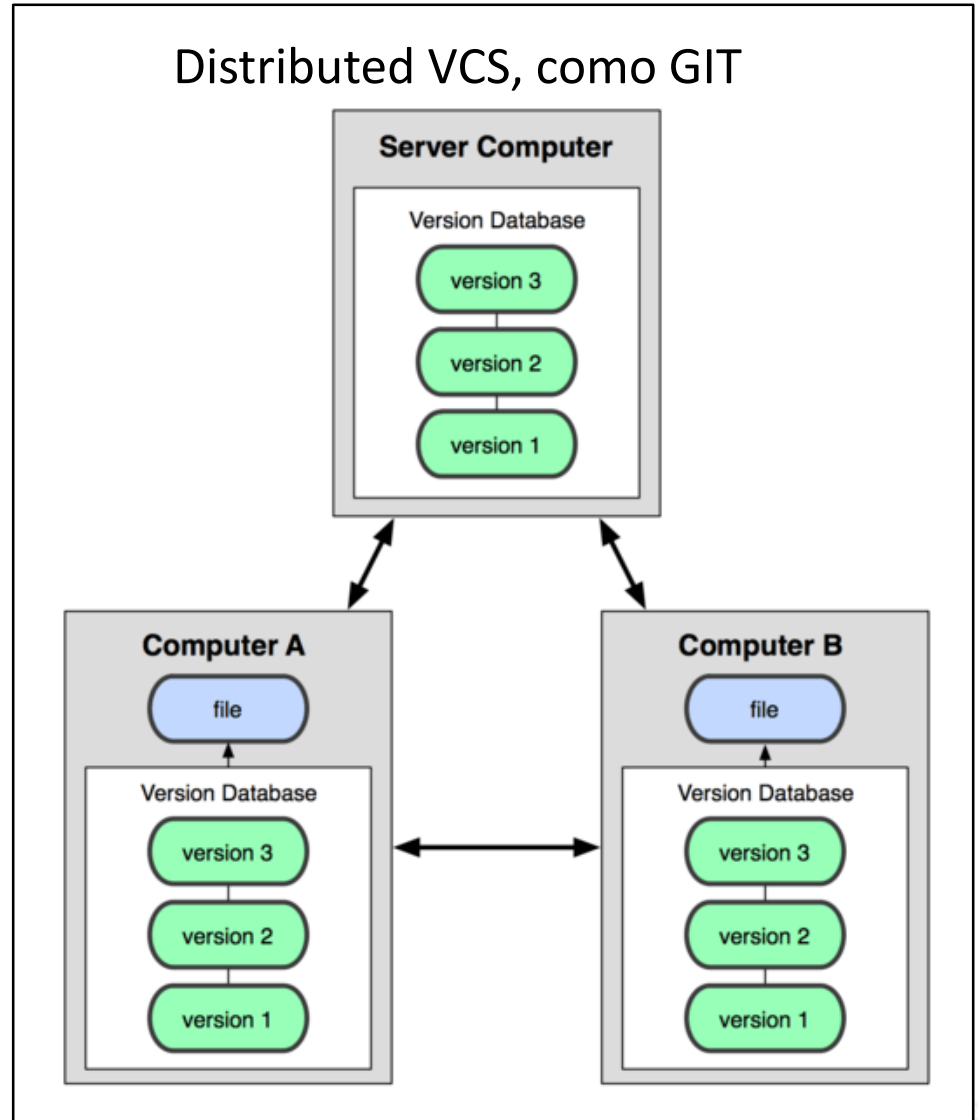 Distributed VCS, como GIT
Server Computer
Version Database
version 3
version 2
version 1
Computer A
file
Version Database
version 3
version 2
version 1
Computer B
file
Version Database
version 3
version 2
version 1